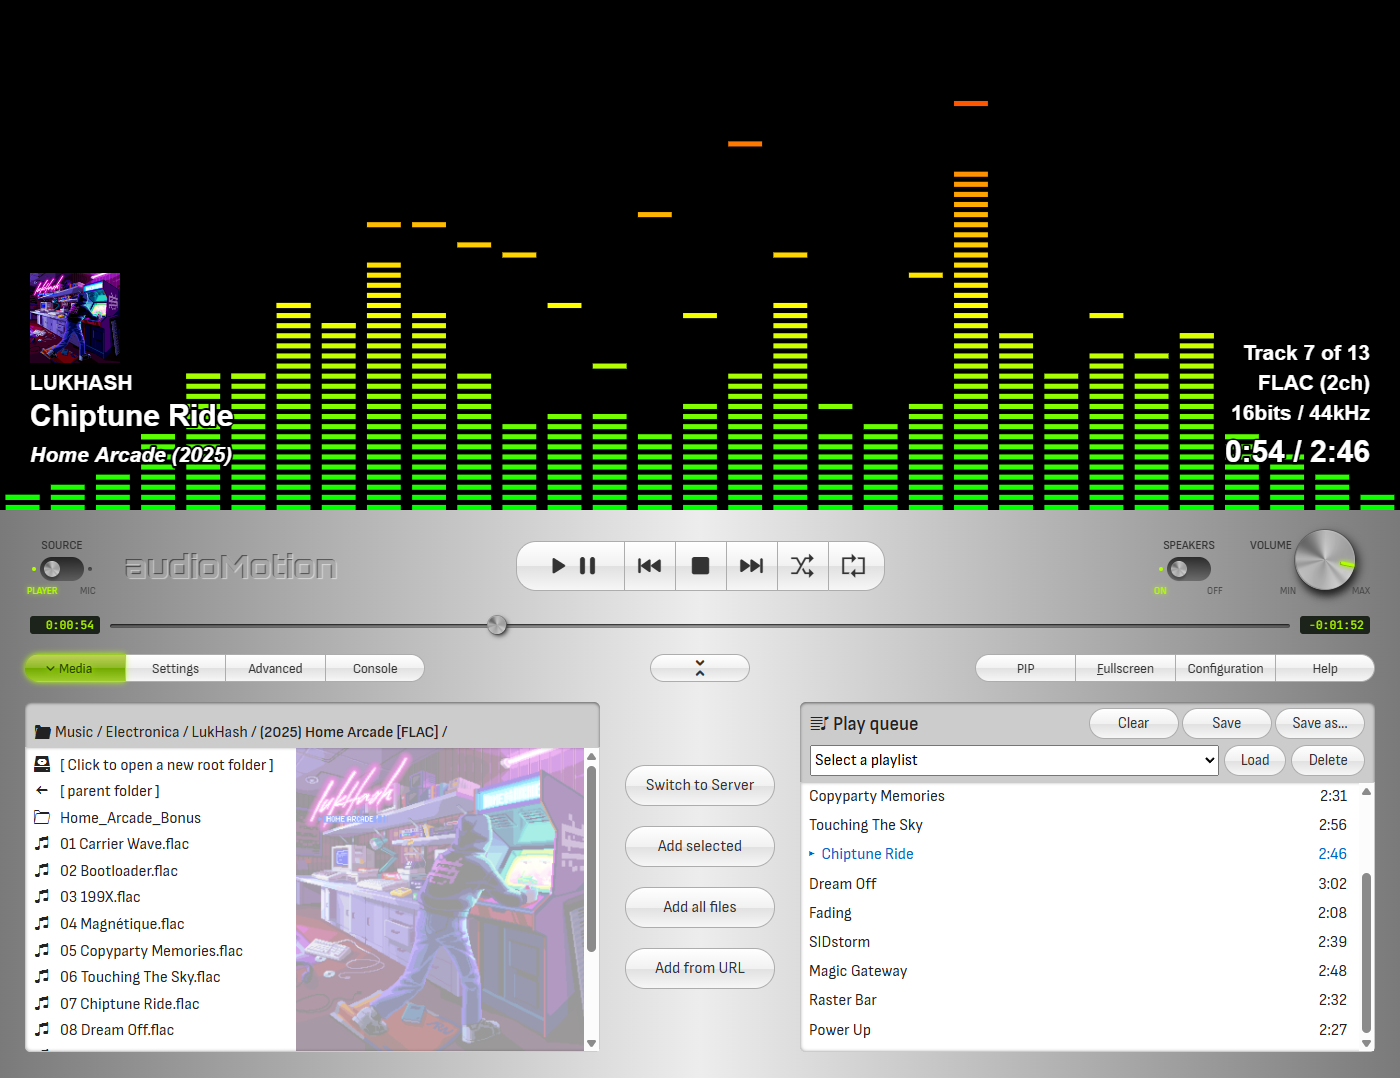 LUKHASH
Chiptune Ride
Home Arcade (2025)
Track 7 of 13
FLAC (2ch)
16bits / 44kHz
0:54 / 2:46
SOURCE
PLAYER MIC
audioMotion
SPEAKERS
ON OFF
VOLUME
MIN MAX
0:00:54
-0:01:52
Media Settings Advanced Console
PIP Fullscreen Configuration Help
Music / Electronica / LukHash / (2025) Home Arcade [FLAC] /
[ Click to open a new root folder ]
[ parent folder ]
Home_Arcade_Bonus
01 Carrier Wave.flac
02 Bootloader.flac
03 199X.flac
04 Magnétique.flac
05 Copyparty Memories.flac
06 Touching The Sky.flac
07 Chiptune Ride.flac
08 Dream Off.flac
lukHash
HOME ARCADE
Switch to Server
Add selected
Add all files
Add from URL
Play queue
Clear Save Save as...
Select a playlist Load Delete
Copyparty Memories 2:31
Touching The Sky 2:56
Chiptune Ride 2:46
Dream Off 3:02
Fading 2:08
SIDstorm 2:39
Magic Gateway 2:48
Raster Bar 2:32
Power Up 2:27